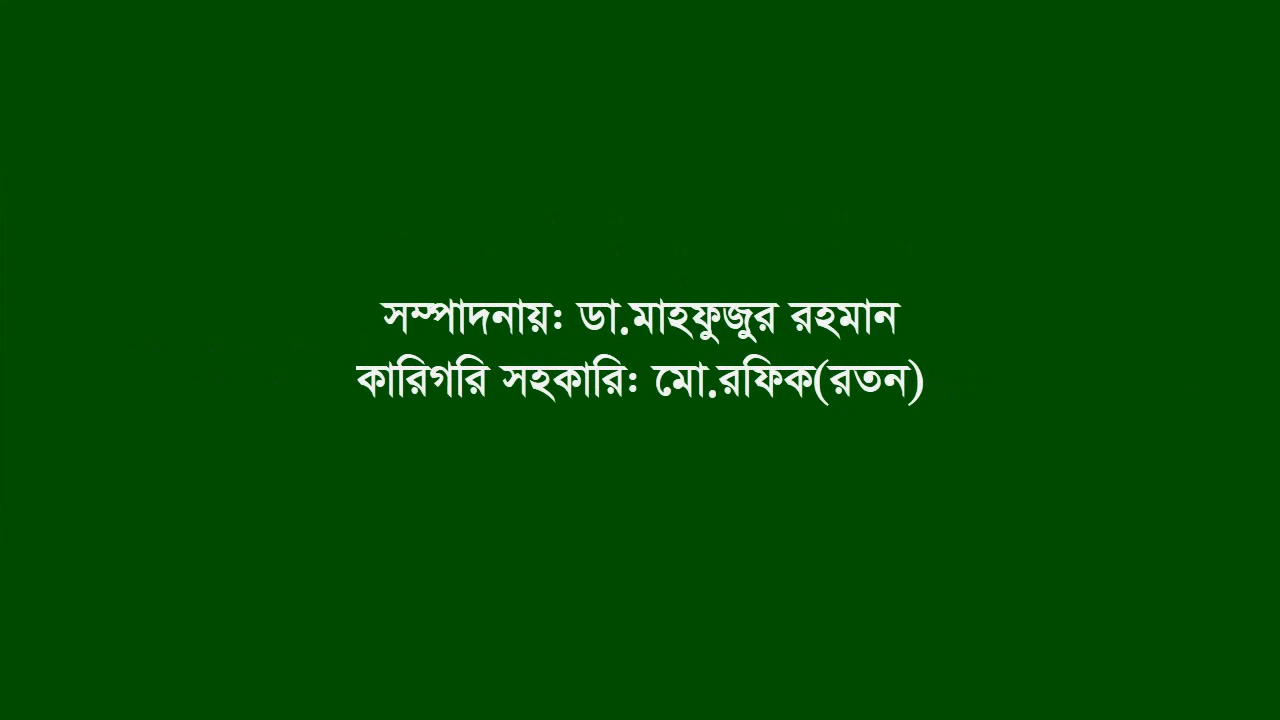 সম্পাদনায়: ডা.মাহফুজুর রহমান
কারিগরি সহকারি: মো.রফিক(রতন)